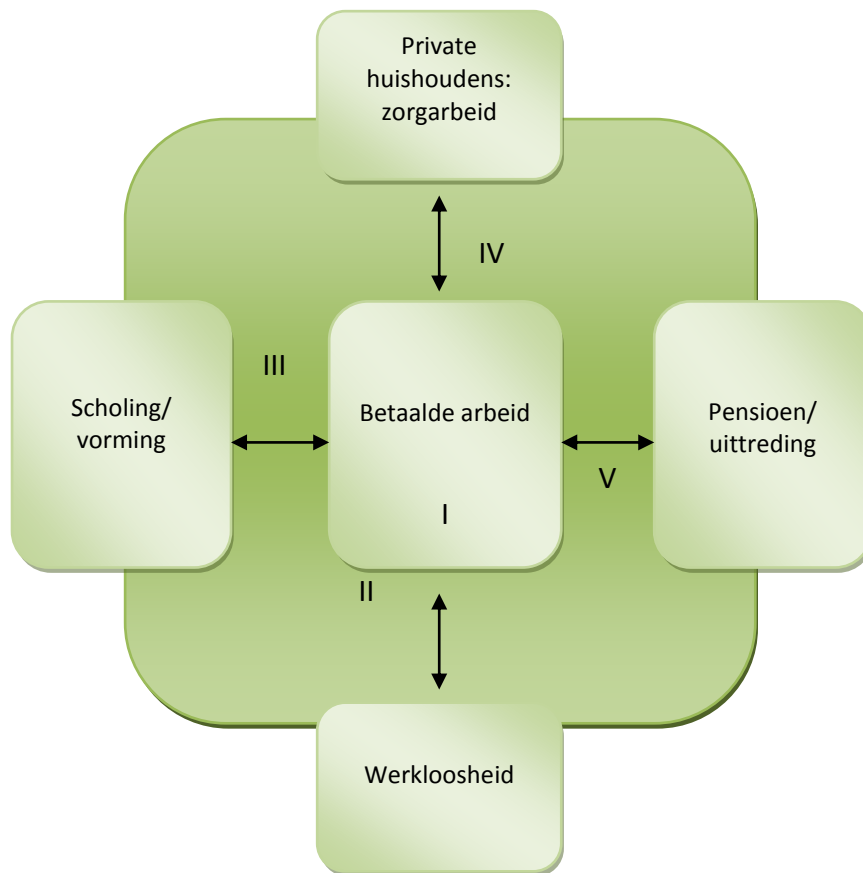 Private
huishoudens:
zorgarbeid
IV
III
Scholing/
vorming
Betaalde arbeid
Pensioen/
uittreding
V
I
II
Werkloosheid